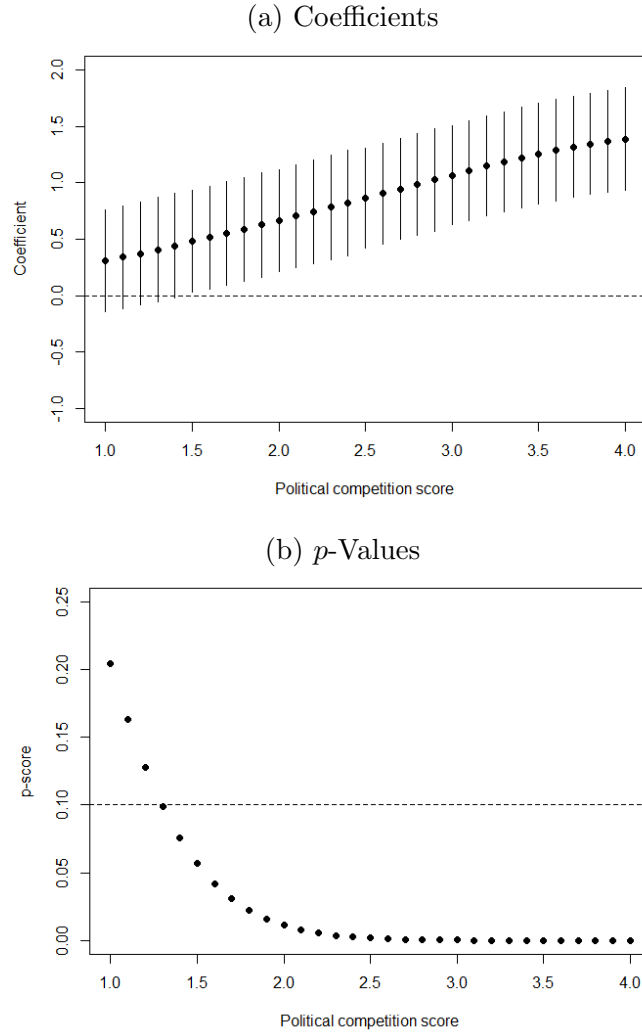 (a) Coefficients
2.0
1.5
1.0
0.5
0.0
-0.5
-1.0
Coefficient
1.0 1.5 2.0 2.5 3.0 3.5 4.0
Political competition score
(b) p-Values
0.25
0.20
0.15
0.10
0.05
0.00
p-score
1.0 1.5 2.0 2.5 3.0 3.5 4.0
Political competition score